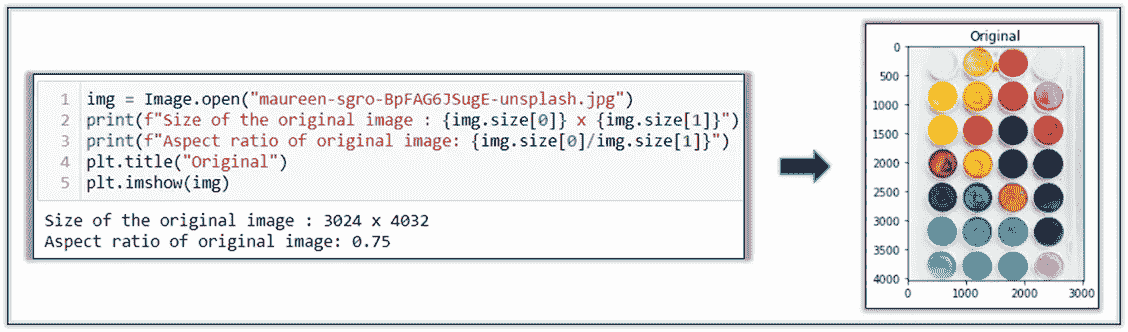 1 img = Image.open("maureen-sgro-BpFAG6JSugE-unsplash.jpg")
2 print(f"Size of the original image : {img.size[0]} x {img.size[1]}")
3 print(f"Aspect ratio of original image: {img.size[0]/img.size[1]}")
4 plt.title("Original")
5 plt.imshow(img)
Size of the original image : 3024 x 4032
Aspect ratio of original image: 0.75
Original
0
500
1000
1500
2000
2500
3000
3500
4000
0 1000 2000 3000